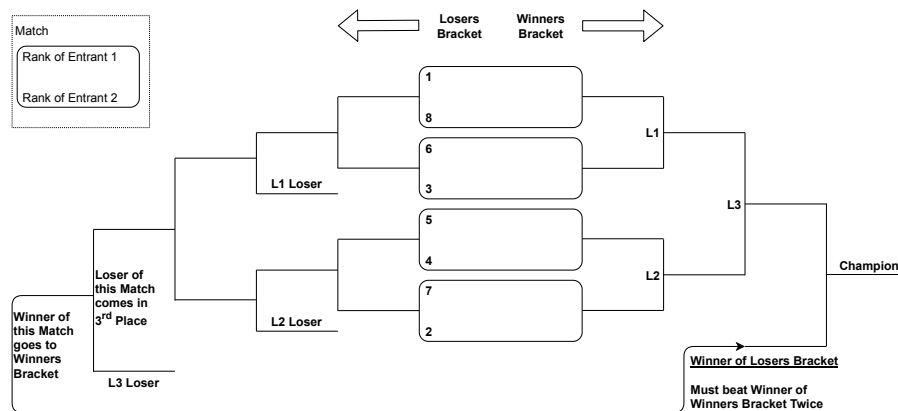 Match
Rank of Entrant 1
Rank of Entrant 2
Losers
Bracket
Winners
Bracket
1
8
6
3
5
4
7
2
L1
L2
L3
L1 Loser
L2 Loser
L3 Loser
Loser of
this Match
comes in
3rd Place
Winner of
this Match
goes to
Winners
Bracket
Champion
Winner of Losers Bracket
Must beat Winner of
Winners Bracket Twice